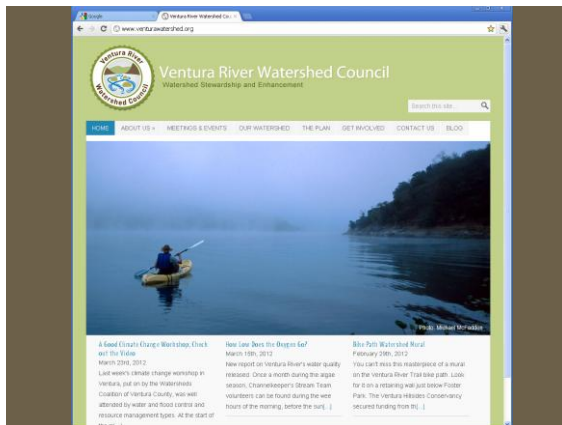 Google
Ventura River Watershed Cou
www.venturawatershed.org
Ventura River
Watershed Council
Ventura River Watershed Council
Watershed Stewardship and Enhancement
Search this site...
HOME ABOUT US » MEETINGS & EVENTS OUR WATERSHED THE PLAN GET INVOLVED CONTACT US BLOG
Photo: Michael McFadden
A Good Climate Change Workshop, Check
out the Video
March 23rd, 2012
Last week's climate change workshop in
Ventura, put on by the Watersheds
Coalition of Ventura County, was well
attended by water and flood control and
resource management types. At the start of
How Low Does the Oxygen Go?
March 15th, 2012
New report on Ventura River's water quality
released. Once a month during the algae
season, Channelkeeper's Stream Team
volunteers can be found during the wee
hours of the morning, before the sun[...]
Bike Path Watershed Mural
February 29th, 2012
You can't miss this masterpiece of a mural
on the Ventura River Trail bike path. Look
for it on a retaining wall just below Foster
Park. The Ventura Hillsides Conservancy
secured funding from th[...]